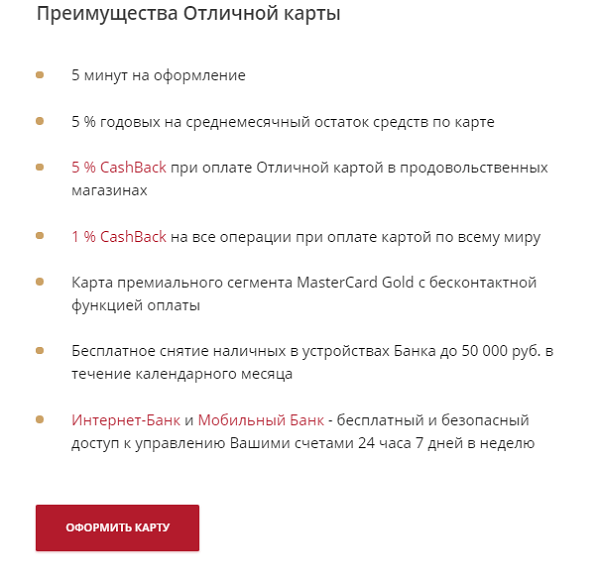 Преимущества Отличной карты
5 минут на оформление
5 % годовых на среднемесячный остаток средств по карте
5 % CashBack при оплате Отличной картой в продовольственных
магазинах
1 % CashBack на все операции при оплате картой по всему миру
Карта премиального сегмента MasterCard Gold с бесконтактной
функцией оплаты
Бесплатное снятие наличных в устройствах Банка до 50 000 руб. в
течение календарного месяца
Интернет-Банк и Мобильный Банк - бесплатный и безопасный
доступ к управлению Вашими счетами 24 часа 7 дней в неделю
ОФОРМИТЬ КАРТУ